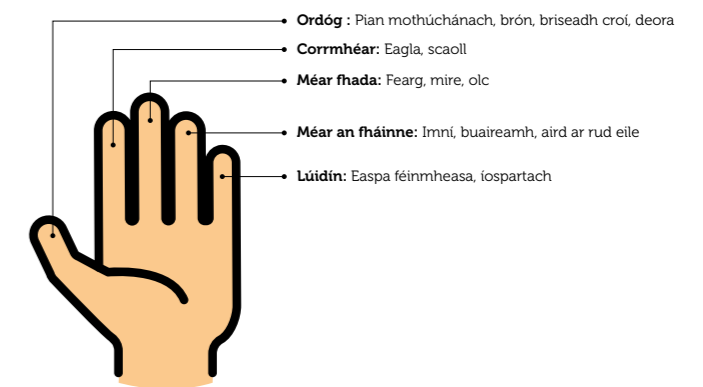 Ordóg : Pian mothúchánach, brón, briseadh croí, deora
Corrmhéar: Eagla, scaoll
Méar fhada: Fearg, mire, olc
Méar an fháinne: Imní, buaireamh, aird ar rud eile
Lúidín: Easpa féinmheasa, íospartach